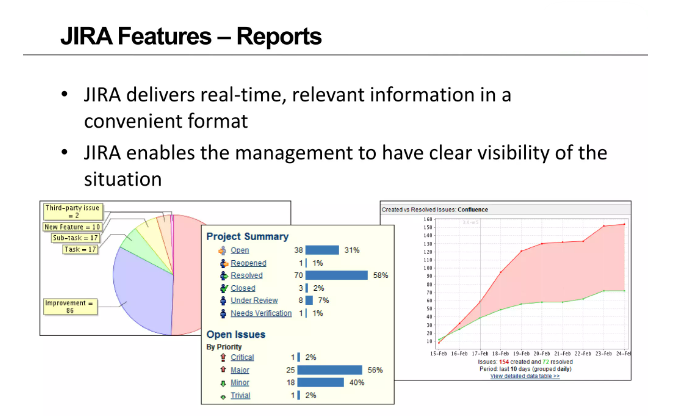 JIRA Features – Reports
• JIRA delivers real-time, relevant information in a
convenient format
• JIRA enables the management to have clear visibility of the
situation
Third-party issue
= 2
New Feature = 10
Sub-task = 17
Task = 17
Improvement =
86
Project Summary
Open 38 31%
Reopened 1 1%
Resolved 70 58%
Closed 3 2%
Under Review 8 7%
Needs Verification 1 1%
Open Issues
By Priority
Critical 1 2%
Major 25 56%
Minor 18 40%
Trivial 1 2%
Created vs Resolved Issues: Confluence
160
150
140
130
120
110
100
90
80
70
60
50
40
30
20
10
0
15-Feb 16-Feb 17-Feb 18-Feb 19-Feb 20-Feb 21-Feb 22-Feb 23-Feb 24-Feb
Issues: 154 created and 72 resolved
Period: last 10 days (grouped daily)
View detailed data table >>